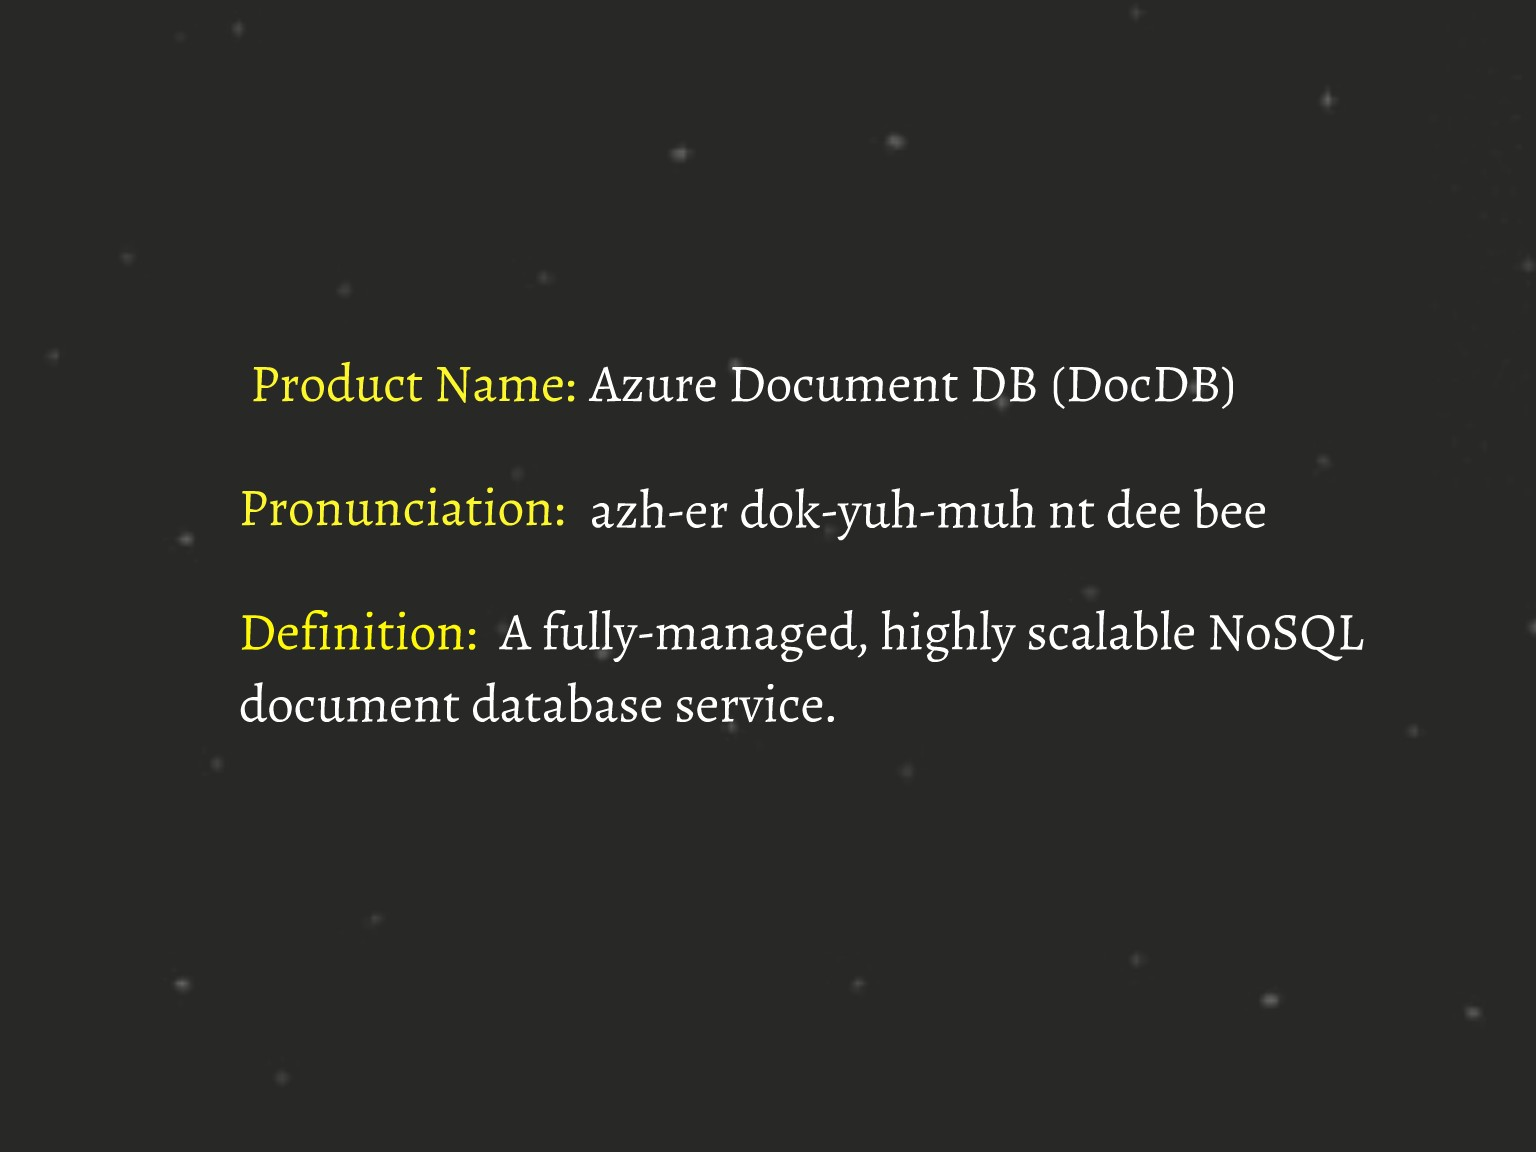 Product Name: Azure Document DB (DocDB)
Pronunciation: azh-er dok-yuh-muh nt dee bee
Definition: A fully-managed, highly scalable NoSQL
document database service.